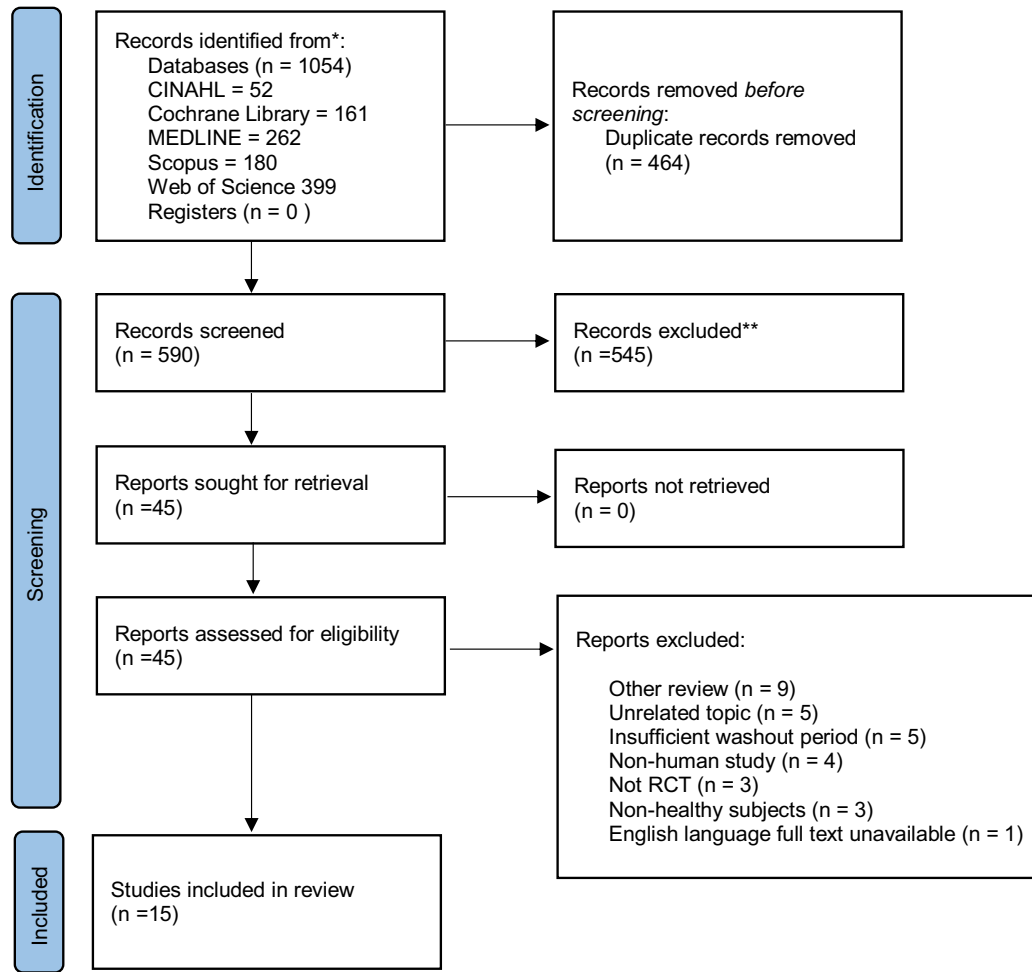 Identification
Records identified from*:
Databases (n = 1054)
CINAHL = 52
Cochrane Library = 161
MEDLINE = 262
Scopus = 180
Web of Science 399
Registers (n = 0 )
Records removed before
screening:
Duplicate records removed
(n = 464)
Screening
Records screened
(n = 590)
Records excluded**
(n =545)
Reports sought for retrieval
(n =45)
Reports not retrieved
(n = 0)
Reports assessed for eligibility
(n =45)
Reports excluded:
Other review (n = 9)
Unrelated topic (n = 5)
Insufficient washout period (n = 5)
Non-human study (n = 4)
Not RCT (n = 3)
Non-healthy subjects (n = 3)
English language full text unavailable (n = 1)
Included
Studies included in review
(n =15)